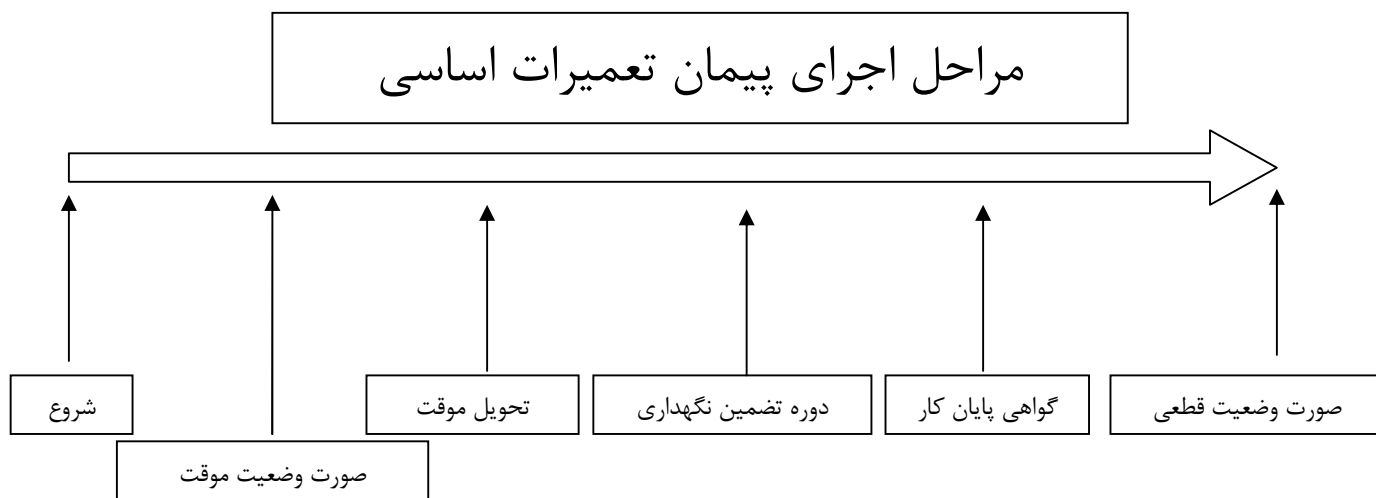 مراحل اجرای پیمان تعمیرات اساسی
شروع
صورت وضعیت موقت
تحویل موقت
دوره تضمین نگهداری
گواهی پایان کار
صورت وضعیت قطعی